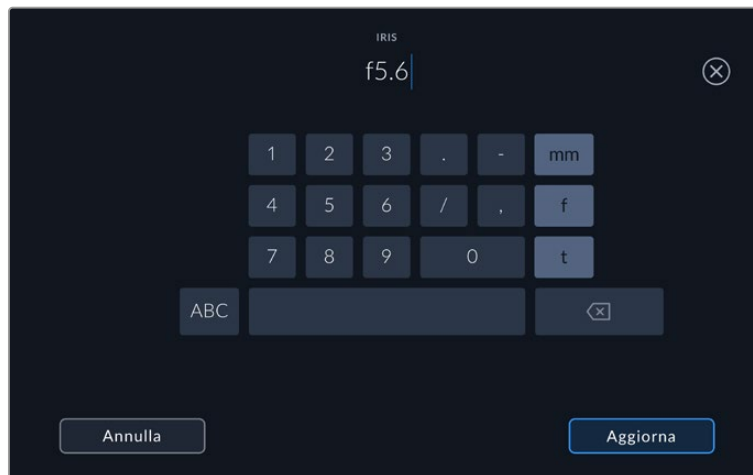 IRIS
f5.6
1 2 3 . - mm
4 5 6 / , f
7 8 9 0 t
ABC
Annulla Aggiorna